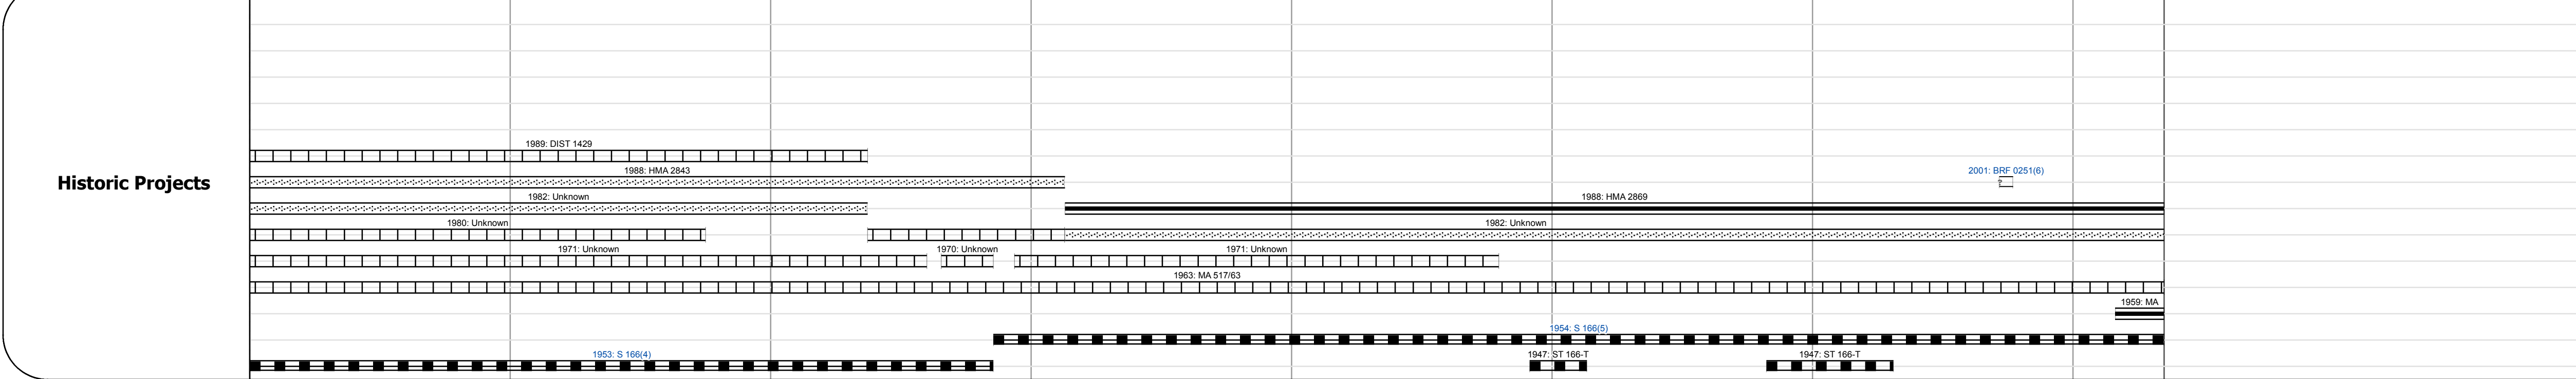 1989: DIST 1429
Historic Projects
1988: HMA 2843
2001: BRF 0251(6)
1982: Unknown
1988: HMA 2869
1980: Unknown
1982: Unknown
1971: Unknown
1970: Unknown
1971: Unknown
1963: MA 517/63
1959: MA
1954: S 166(5)
1953: S 166(4)
1947: ST 166-T
1947: ST 166-T